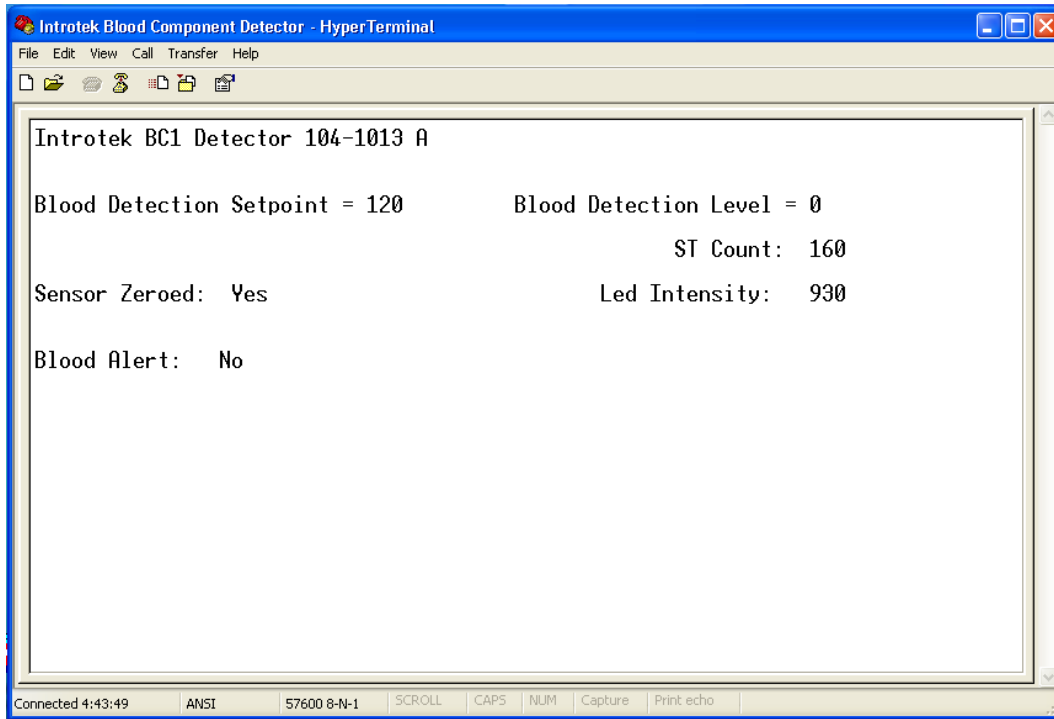 Introtek Blood Component Detector - HyperTerminal
File Edit View Call Transfer Help
Introtek BC1 Detector 104-1013 A
Blood Detection Setpoint = 120 Blood Detection Level = 0
ST Count: 160
Sensor Zeroed: Yes Led Intensity: 930
Blood Alert: No
Connected 4:43:49 ANSI 57600 8-N-1 SCROLL CAPS NUM Capture Print echo